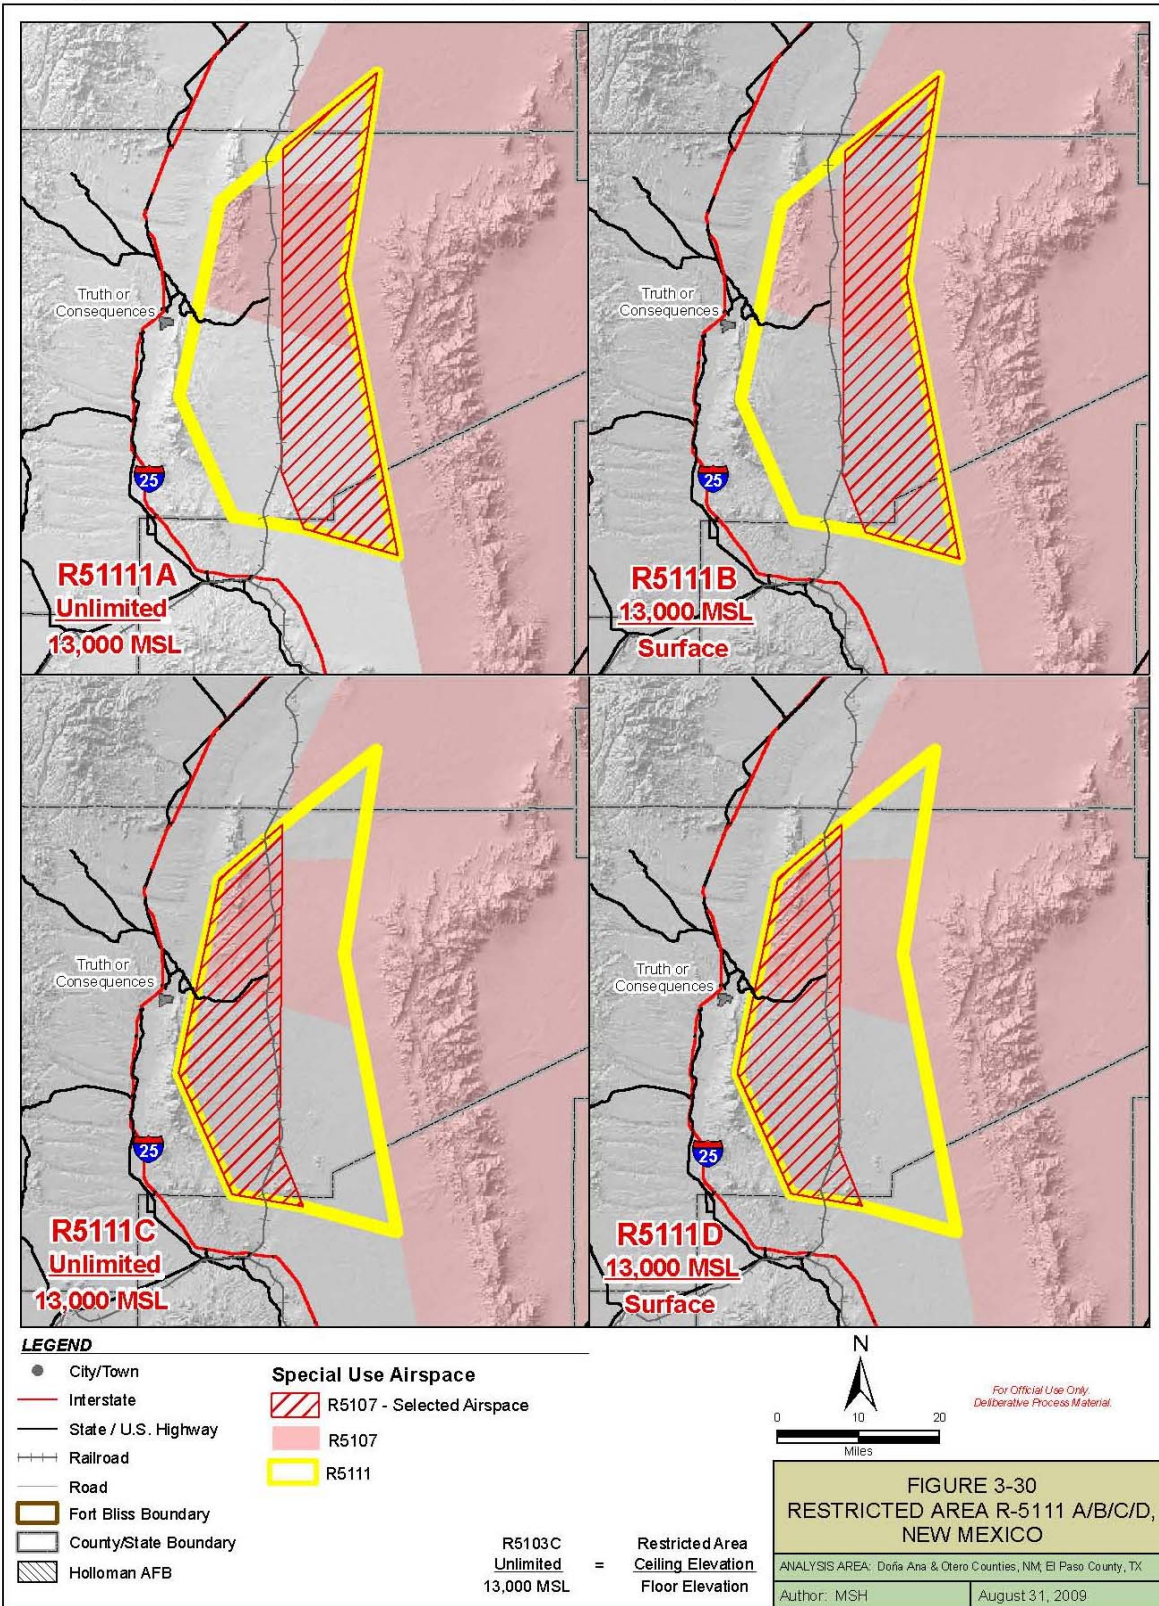 Truth or
Consequences
25
R51111A
Unlimited
13,000 MSL
Truth or
Consequences
25
R5111B
13,000 MSL
Surface
Truth or
Consequences
25
R5111C
Unlimited
13,000 MSL
Truth or
Consequences
25
R5111D
13,000 MSL
Surface
LEGEND
City/Town
Interstate
State / U.S. Highway
Railroad
Road
Fort Bliss Boundary
County/State Boundary
Holloman AFB
Special Use Airspace
R5107 - Selected Airspace
R5107
R5111
R5103C
Unlimited
13,000 MSL
=
Restricted Area
Ceiling Elevation
Floor Elevation
N
0 10 20
Miles
For Official Use Only.
Deliberative Process Material.
FIGURE 3-30
RESTRICTED AREA R-5111 A/B/C/D,
NEW MEXICO
ANALYSIS AREA: Doña Ana & Otero Counties, NM; El Paso County, TX
Author: MSH
August 31, 2009